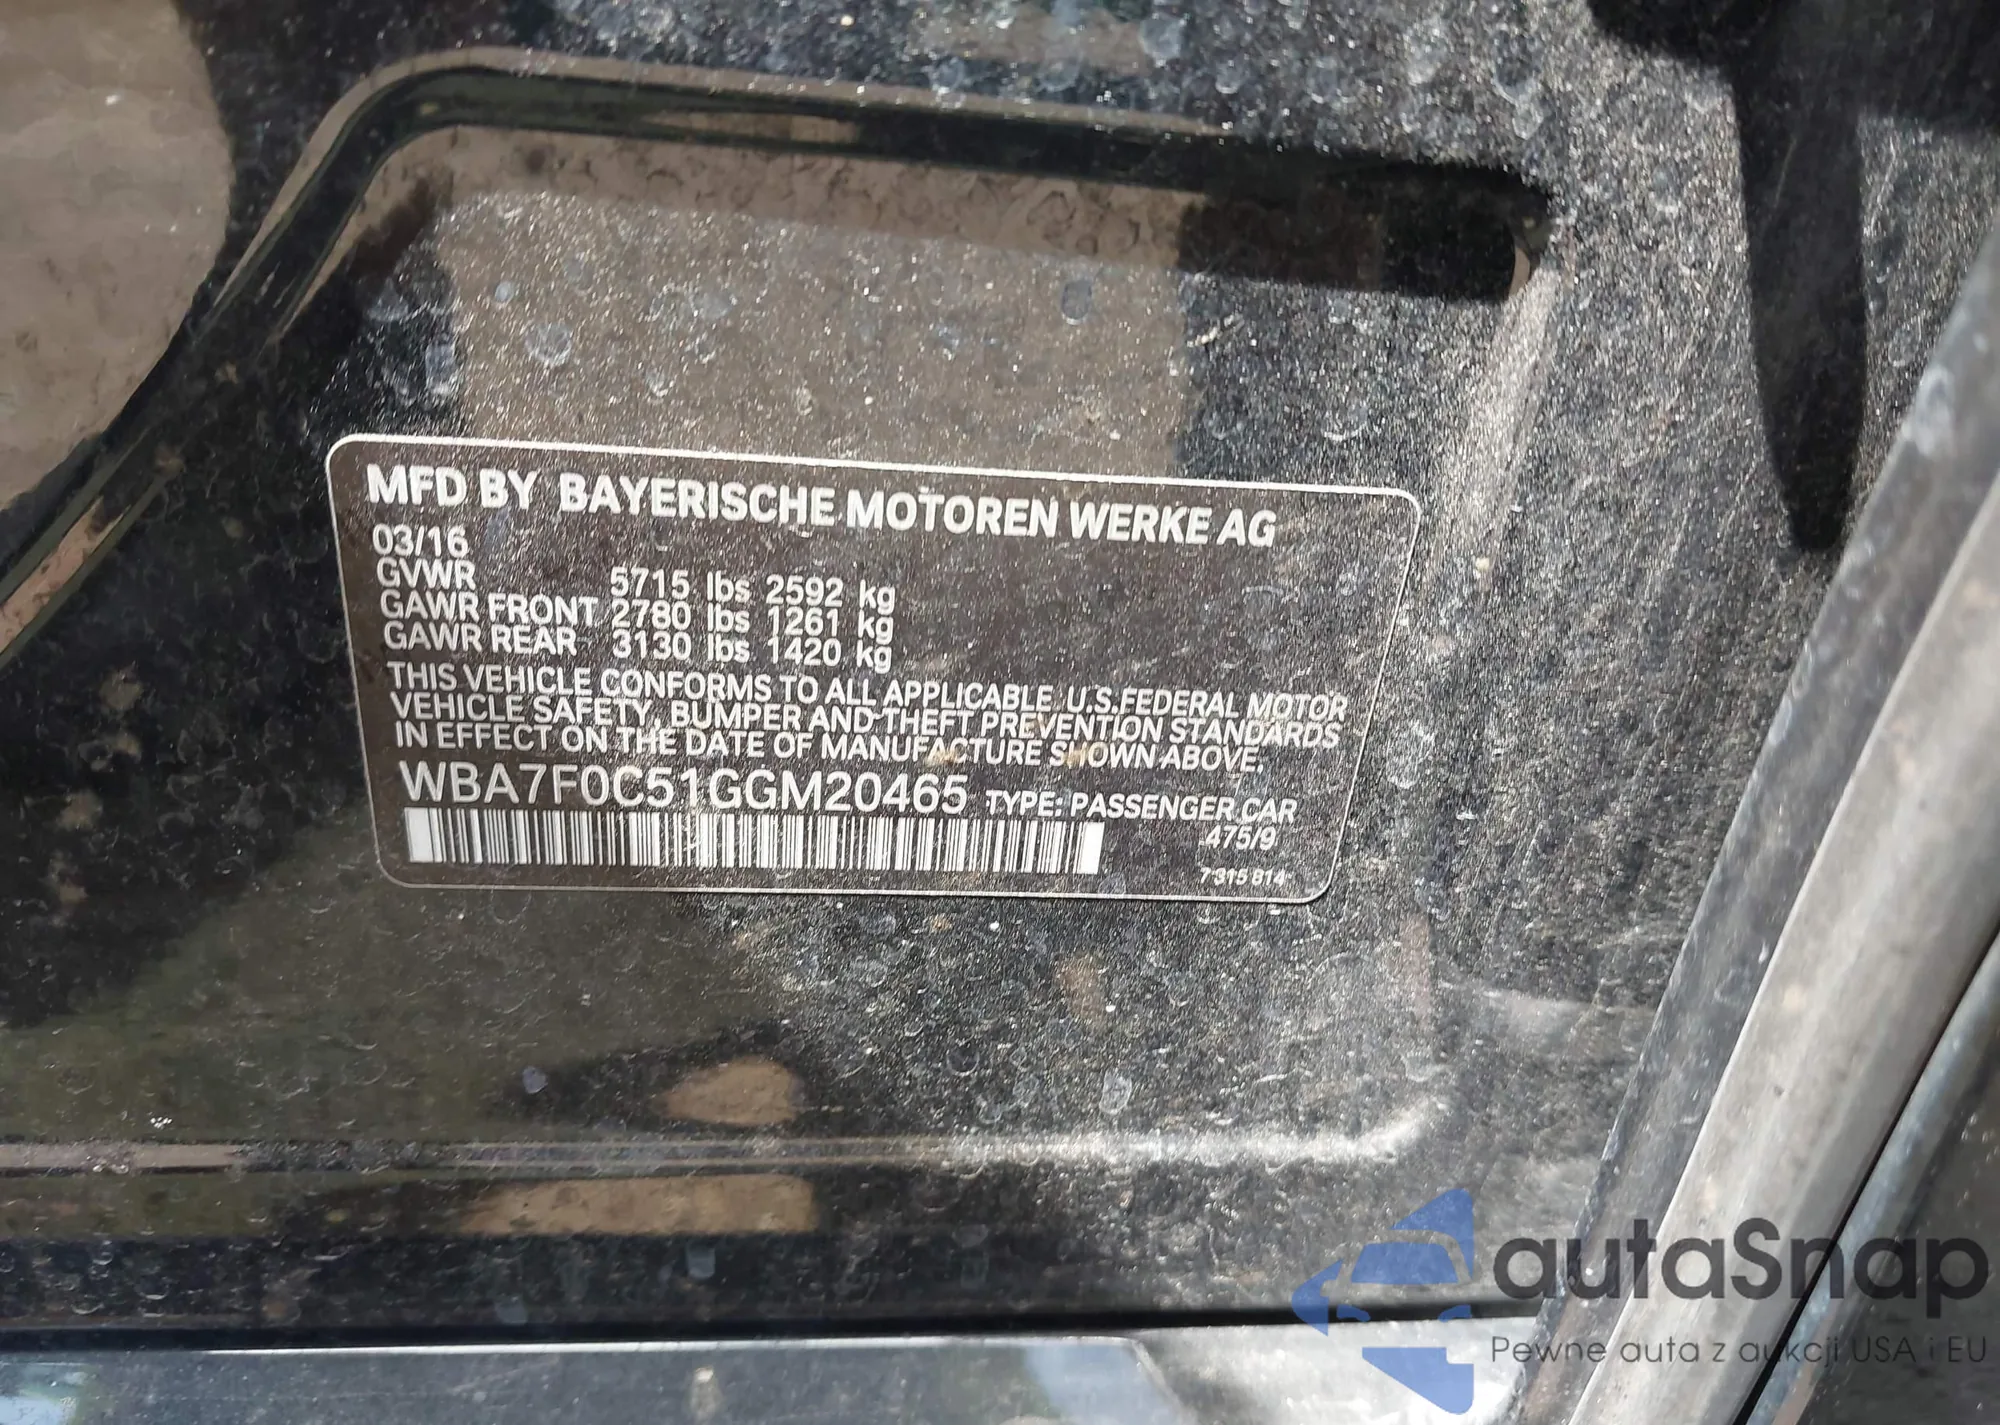 MFD BY BAYERISCHE MOTOREN WERKE AG
03/16
GVWR 5715 lbs 2592 kg
GAWR FRONT 2780 lbs 1261 kg
GAWR REAR 3130 lbs 1420 kg
THIS VEHICLE CONFORMS TO ALL APPLICABLE U.S.FEDERAL MOTOR
VEHICLE SAFETY, BUMPER AND THEFT PREVENTION STANDARDS
IN EFFECT ON THE DATE OF MANUFACTURE SHOWN ABOVE.
WBA7F0C51GGM20465 TYPE: PASSENGER CAR
475/9
7 315 814
autaSnap
Pewne auta z aukcji USA i EU